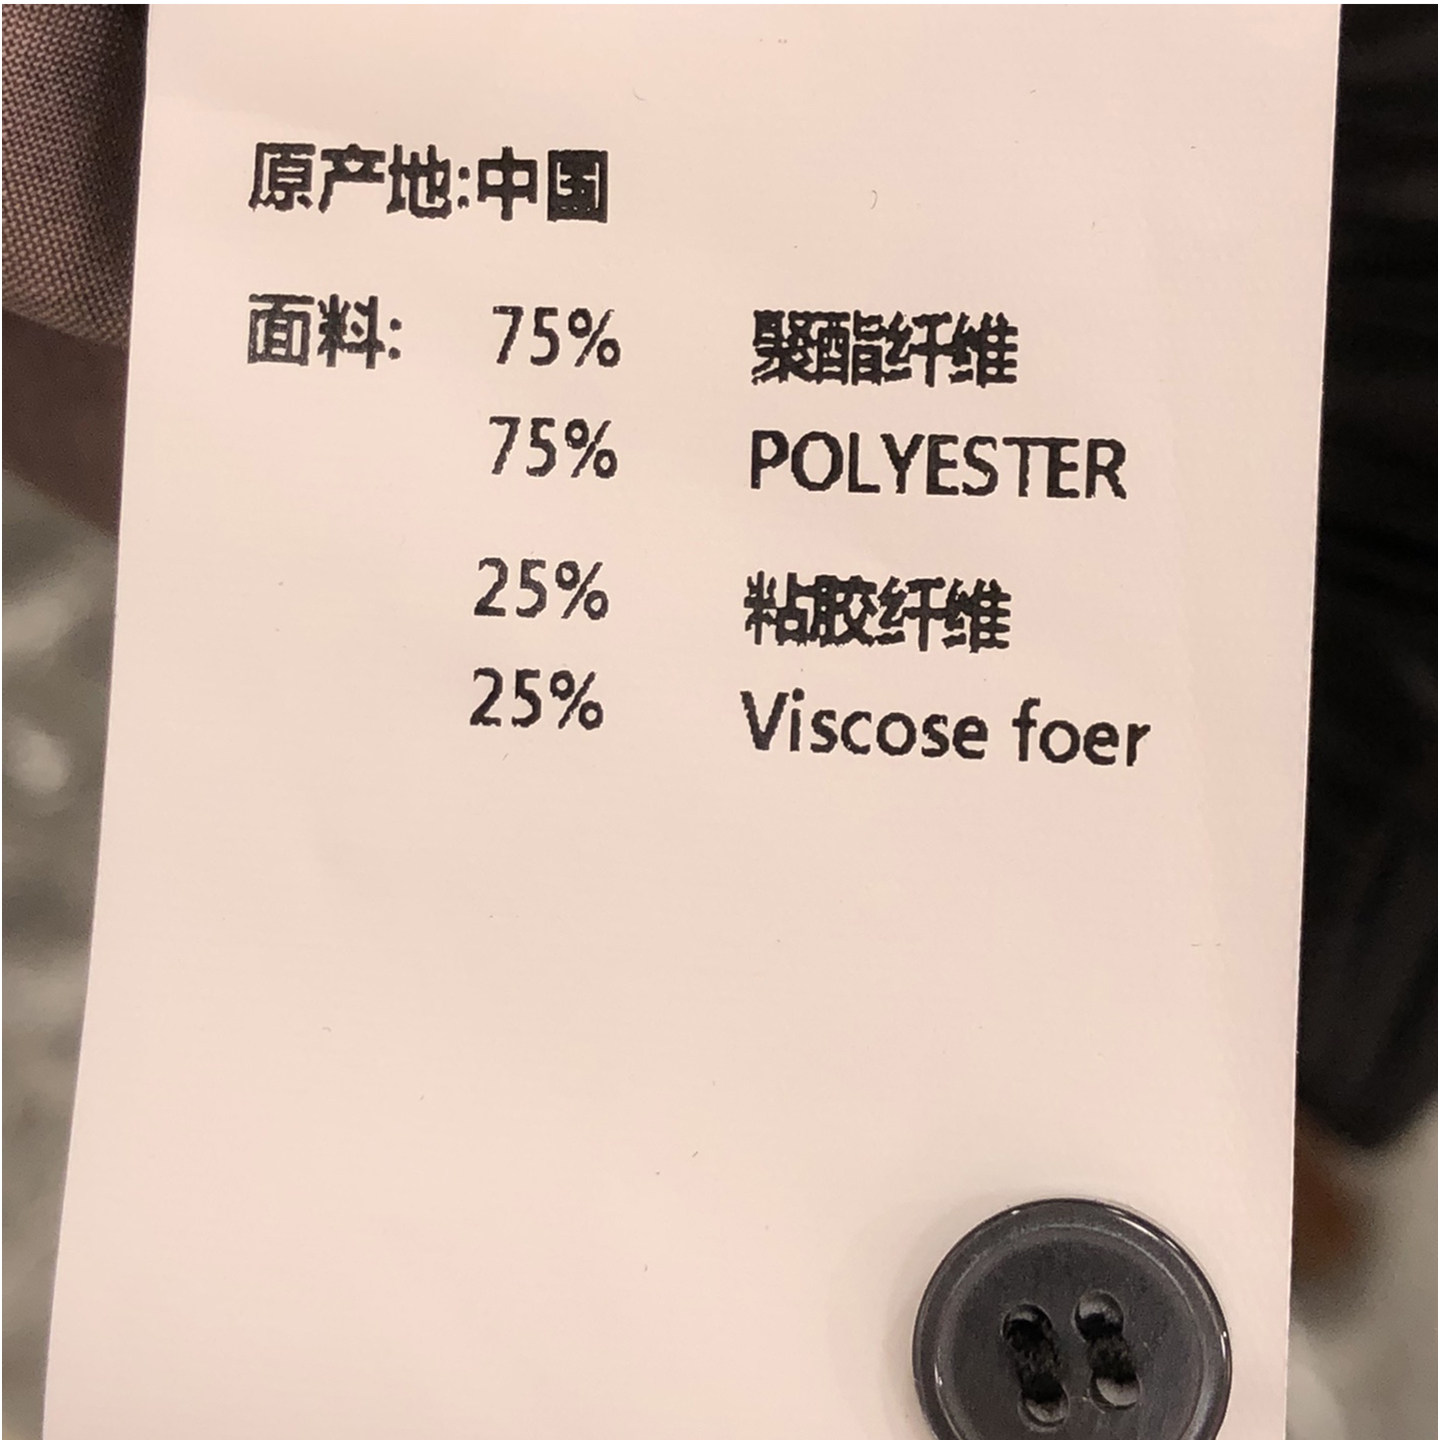 原产地:中国
面料: 75% 聚酯纤维
75% POLYESTER
25% 粘胶纤维
25% Viscose foer